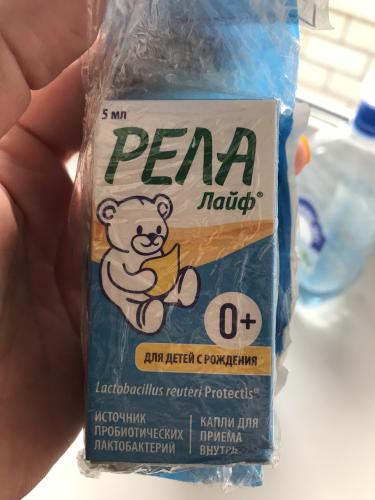 5 мл
РЕЛА
Лайф®
0+
ДЛЯ ДЕТЕЙ С РОЖДЕНИЯ
Lactobacillus reuteri Protectis®
ИСТОЧНИК
ПРОБИОТИЧЕСКИХ
ЛАКТОБАКТЕРИЙ
КАПЛИ ДЛЯ
ПРИЕМА
ВНУТРЬ